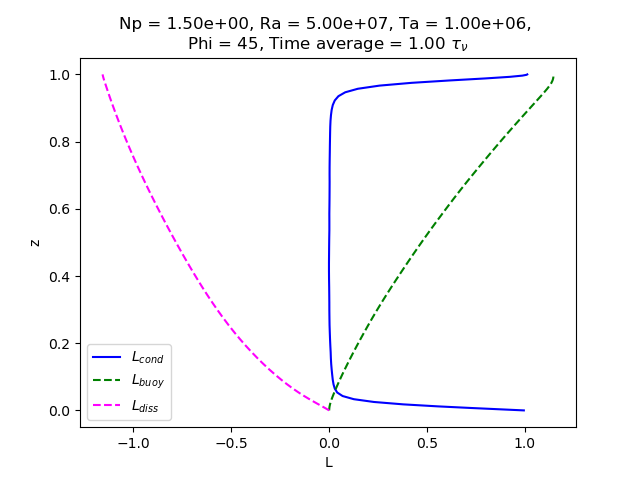 Np = 1.50e+00, Ra = 5.00e+07, Ta = 1.00e+06,
Phi = 45, Time average = 1.00 τν
1.0
0.8
0.6
0.4
0.2
0.0
z
Lcond
Lbuoy
Ldiss
−1.0 −0.5 0.0 0.5 1.0
L